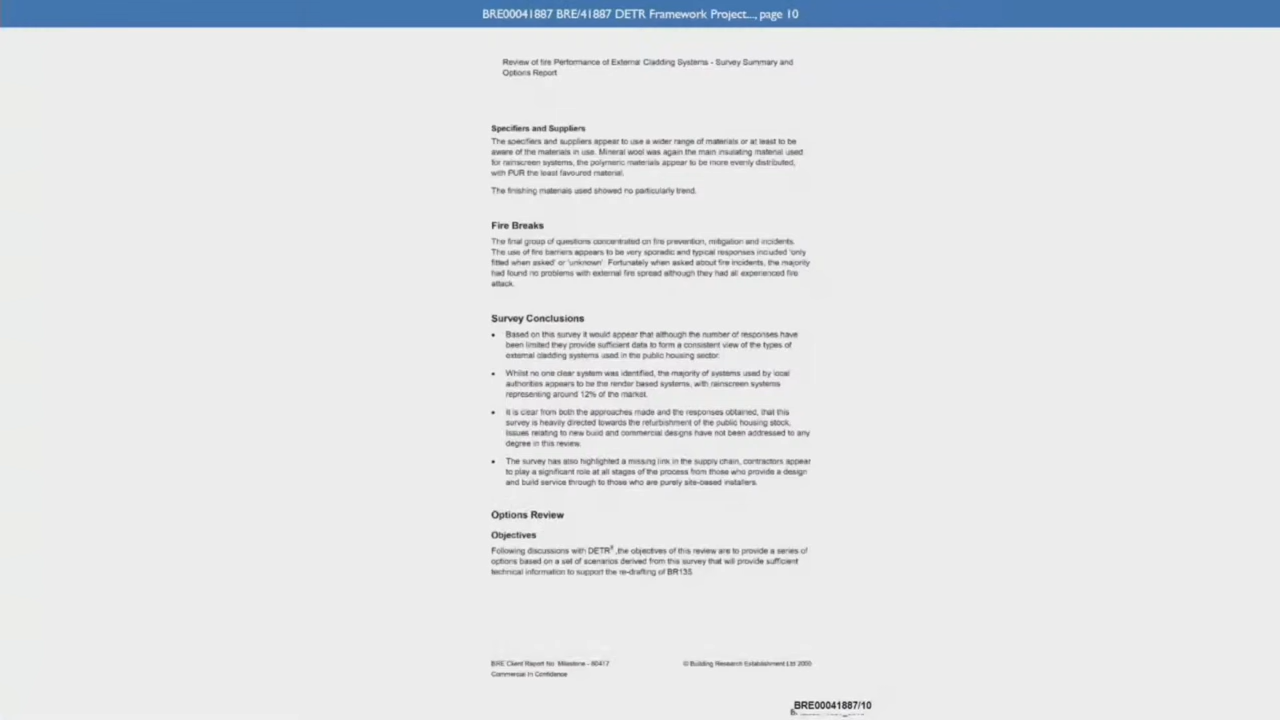 BRE00041887 BRE/41887 DETR Framework Project..., page 10
Review of fire Performance of External Cladding Systems - Survey Summary and
Options Report
Specifiers and Suppliers
The specifiers and suppliers appear to use a wider range of materials or at least to be
aware of the materials in use. Mineral wool was again the main insulating material used
for rainscreen systems, the polymeric materials appear to be more evenly distributed,
with PUR the least favoured material.
The finishing materials used showed no particularly trend.
Fire Breaks
The final group of questions concentrated on fire prevention, mitigation and incidents.
The use of fire barriers appears to be very sporadic and typical responses included 'only
fitted when asked' or 'unknown'. Fortunately when asked about fire incidents, the majority
had found no problems with external fire spread although they had all experienced fire
attack.
Survey Conclusions
• Based on this survey it would appear that although the number of responses have
been limited they provide sufficient data to form a consistent view of the types of
external cladding systems used in the public housing sector.
• Whilst no one clear system was identified, the majority of systems used by local
authorities appears to be the render based systems, with rainscreen systems
representing around 12% of the market.
• It is clear from both the approaches made and the responses obtained, that this
survey is heavily directed towards the refurbishment of the public housing stock,
Issues relating to new build and commercial designs have not been addressed to any
degree in this review.
• The survey has also highlighted a missing link in the supply chain, contractors appear
to play a significant role at all stages of the process from those who provide a design
and build service through to those who are purely site-based installers.
Options Review
Objectives
Following discussions with DETR ,the objectives of this review are to provide a series of
options based on a set of scenarios derived from this survey that will provide sufficient
technical information to support the re-drafting of BR135
BRE Client Report No Milestone - 80417
© Building Research Establishment Ltd 2000
Commercial in Confidence
BRE00041887/10